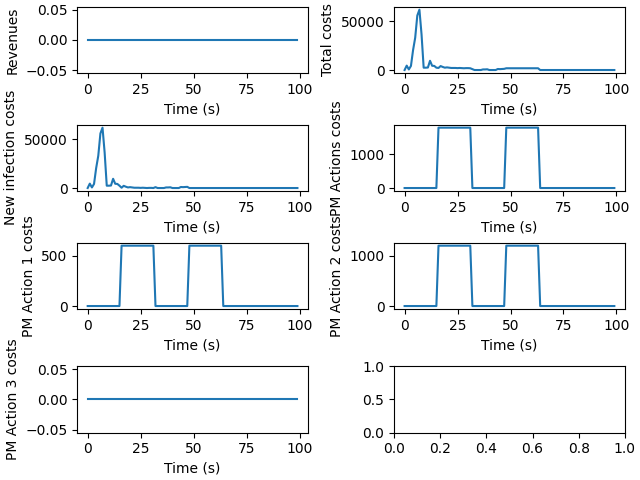 Revenues
0.05
0.00
−0.05
0 25 50 75 100
Time (s)
Total costs
50000
0
0 25 50 75 100
Time (s)
New infection costs
50000
0
0 25 50 75 100
Time (s)
PM Actions costs
1000
0
0 25 50 75 100
Time (s)
PM Action 1 costs
500
0
0 25 50 75 100
Time (s)
PM Action 2 costs
1000
0
0 25 50 75 100
Time (s)
PM Action 3 costs
0.05
0.00
−0.05
0 25 50 75 100
Time (s)
1.0
0.5
0.0
0.0 0.2 0.4 0.6 0.8 1.0